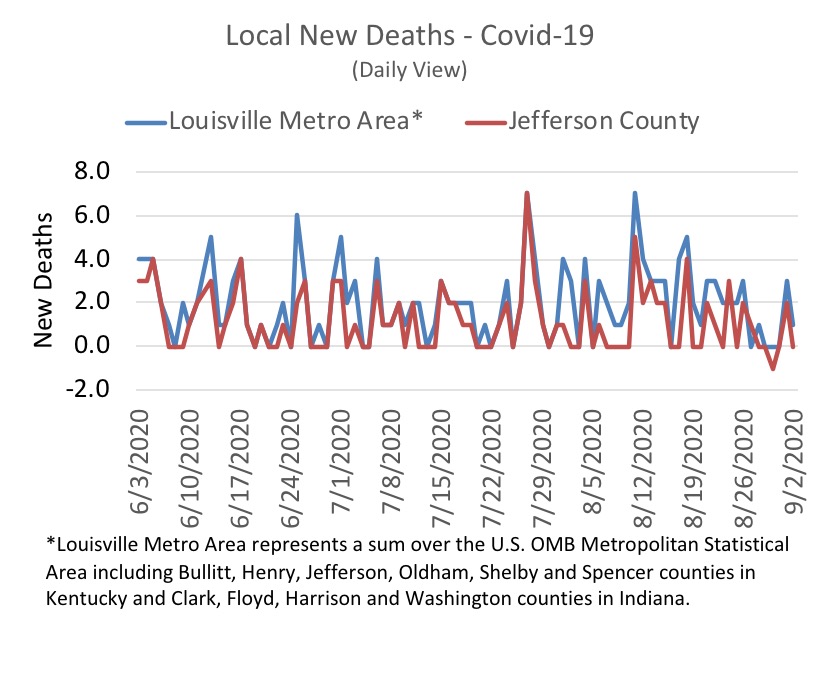 Local New Deaths - Covid-19
(Daily View)
Louisville Metro Area* Jefferson County
8.0
6.0
4.0
2.0
0.0
-2.0
New Deaths
6/3/2020
6/10/2020
6/17/2020
6/24/2020
7/1/2020
7/8/2020
7/15/2020
7/22/2020
7/29/2020
8/5/2020
8/12/2020
8/19/2020
8/26/2020
9/2/2020
*Louisville Metro Area represents a sum over the U.S. OMB Metropolitan Statistical
Area including Bullitt, Henry, Jefferson, Oldham, Shelby and Spencer counties in
Kentucky and Clark, Floyd, Harrison and Washington counties in Indiana.